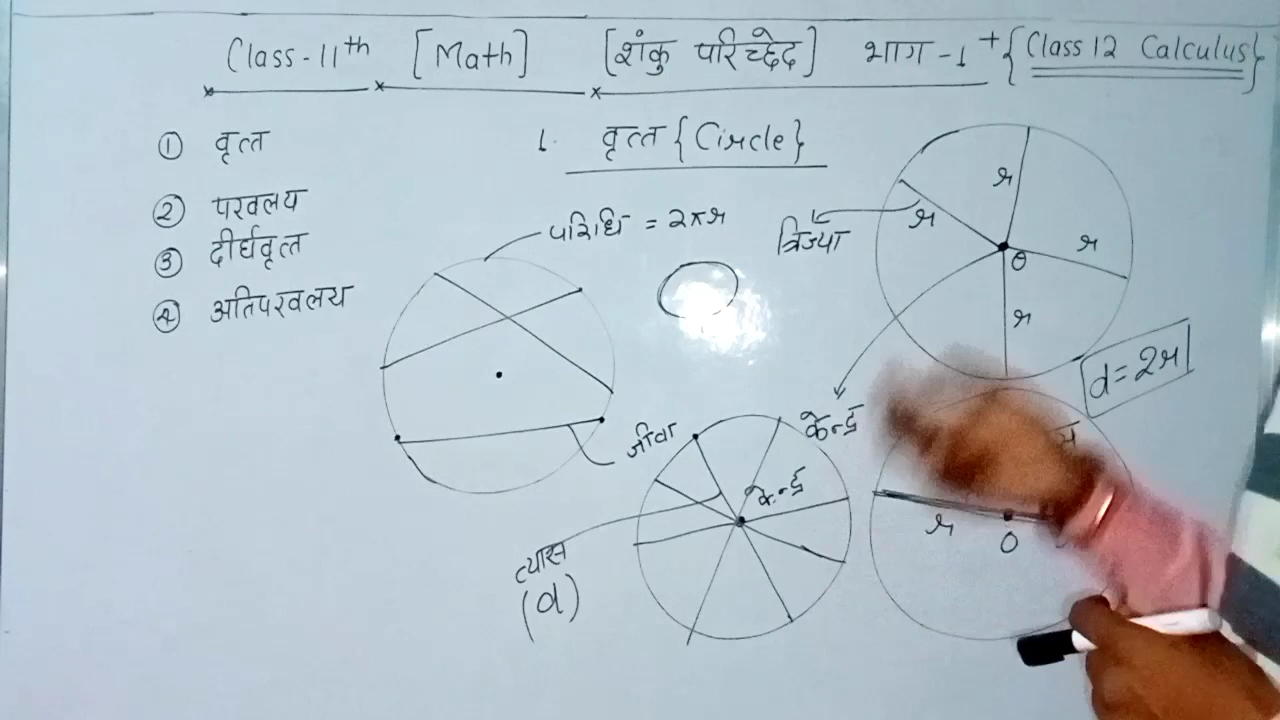 Class-11th [Math] [शंकु परिच्छेद] भाग-1 + {Class 12 Calculus}
① वृत्त
② परवलय
③ दीर्घवृत्त
④ अतिपरवलय
1. वृत्त {Circle}
परिधि = 2πr
जीवा
त्रिज्या
r
r
r
r
O
केन्द्र
d=2r
केन्द्र
व्यास
(d)
r
O